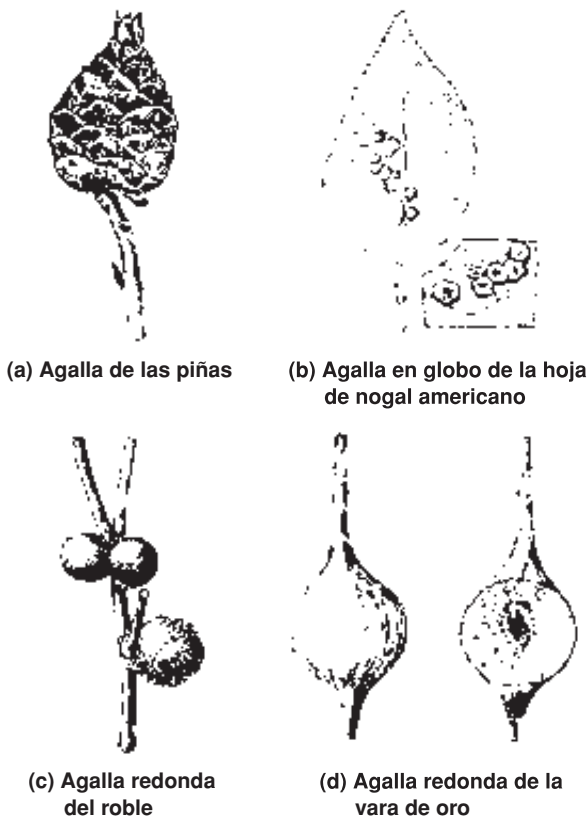 (a) Agalla de las piñas
(b) Agalla en globo de la hoja
de nogal americano
(c) Agalla redonda
del roble
(d) Agalla redonda de la
vara de oro